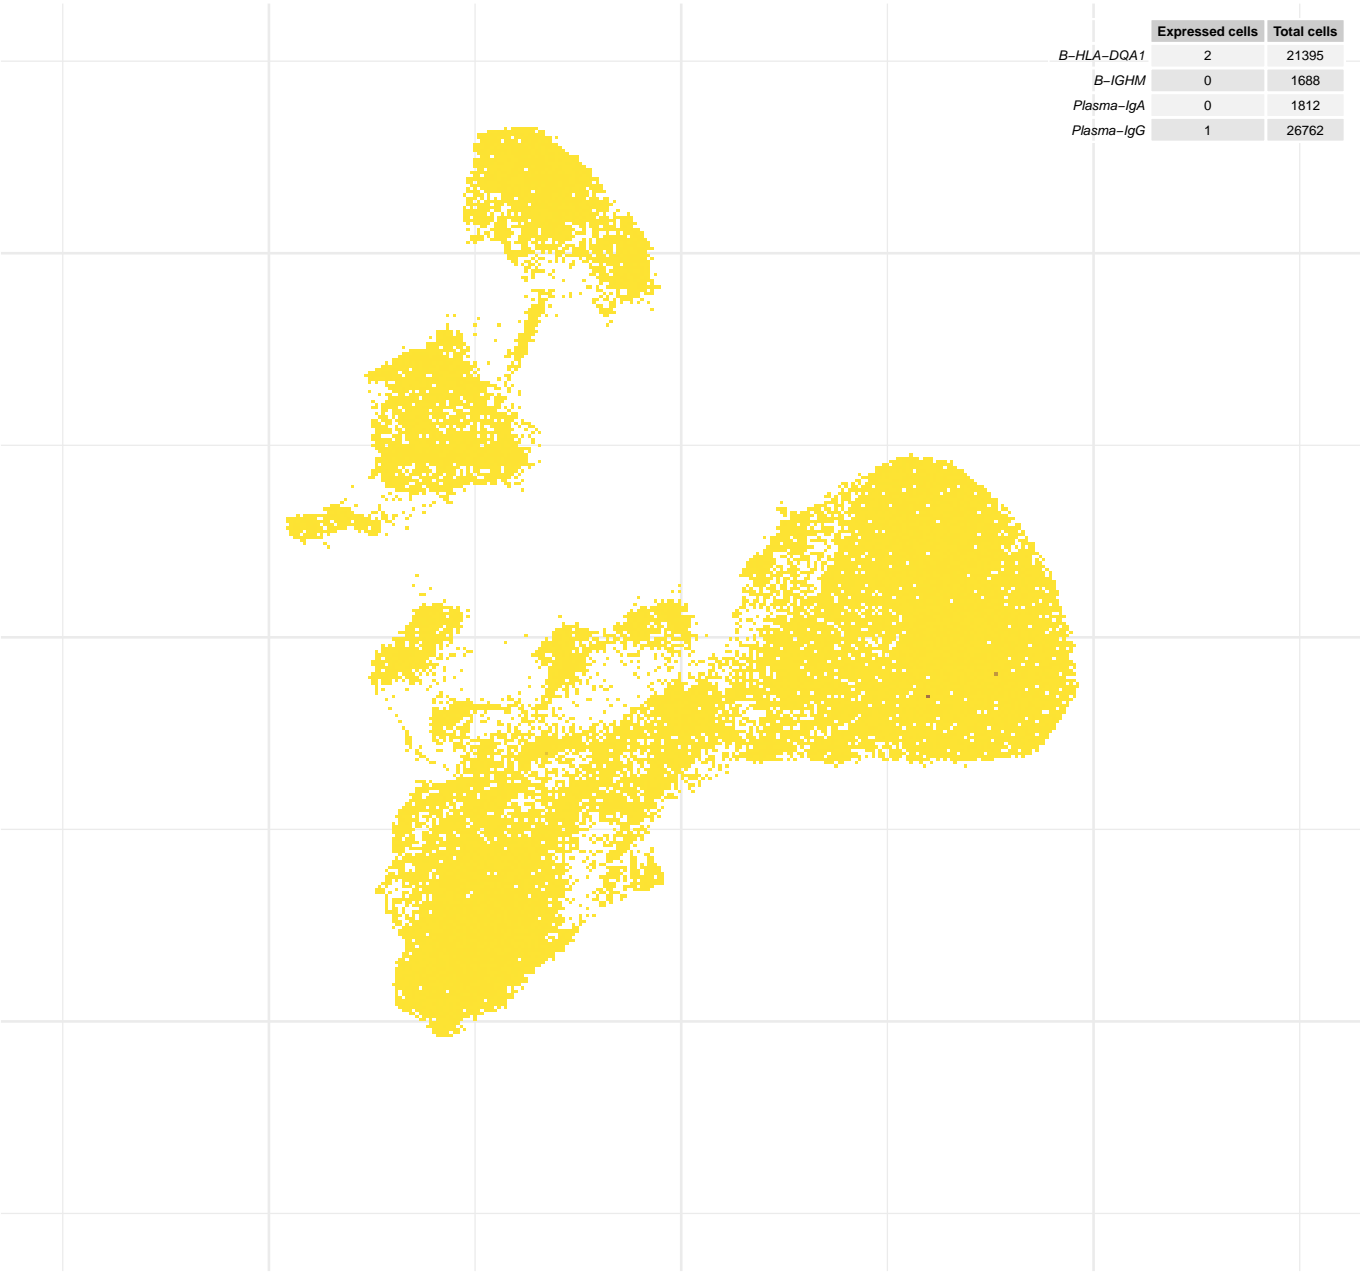 Expressed cells Total cells
B−HLA−DQA1 2 21395
B−IGHM 0 1688
Plasma−IgA 0 1812
Plasma−IgG 1 26762